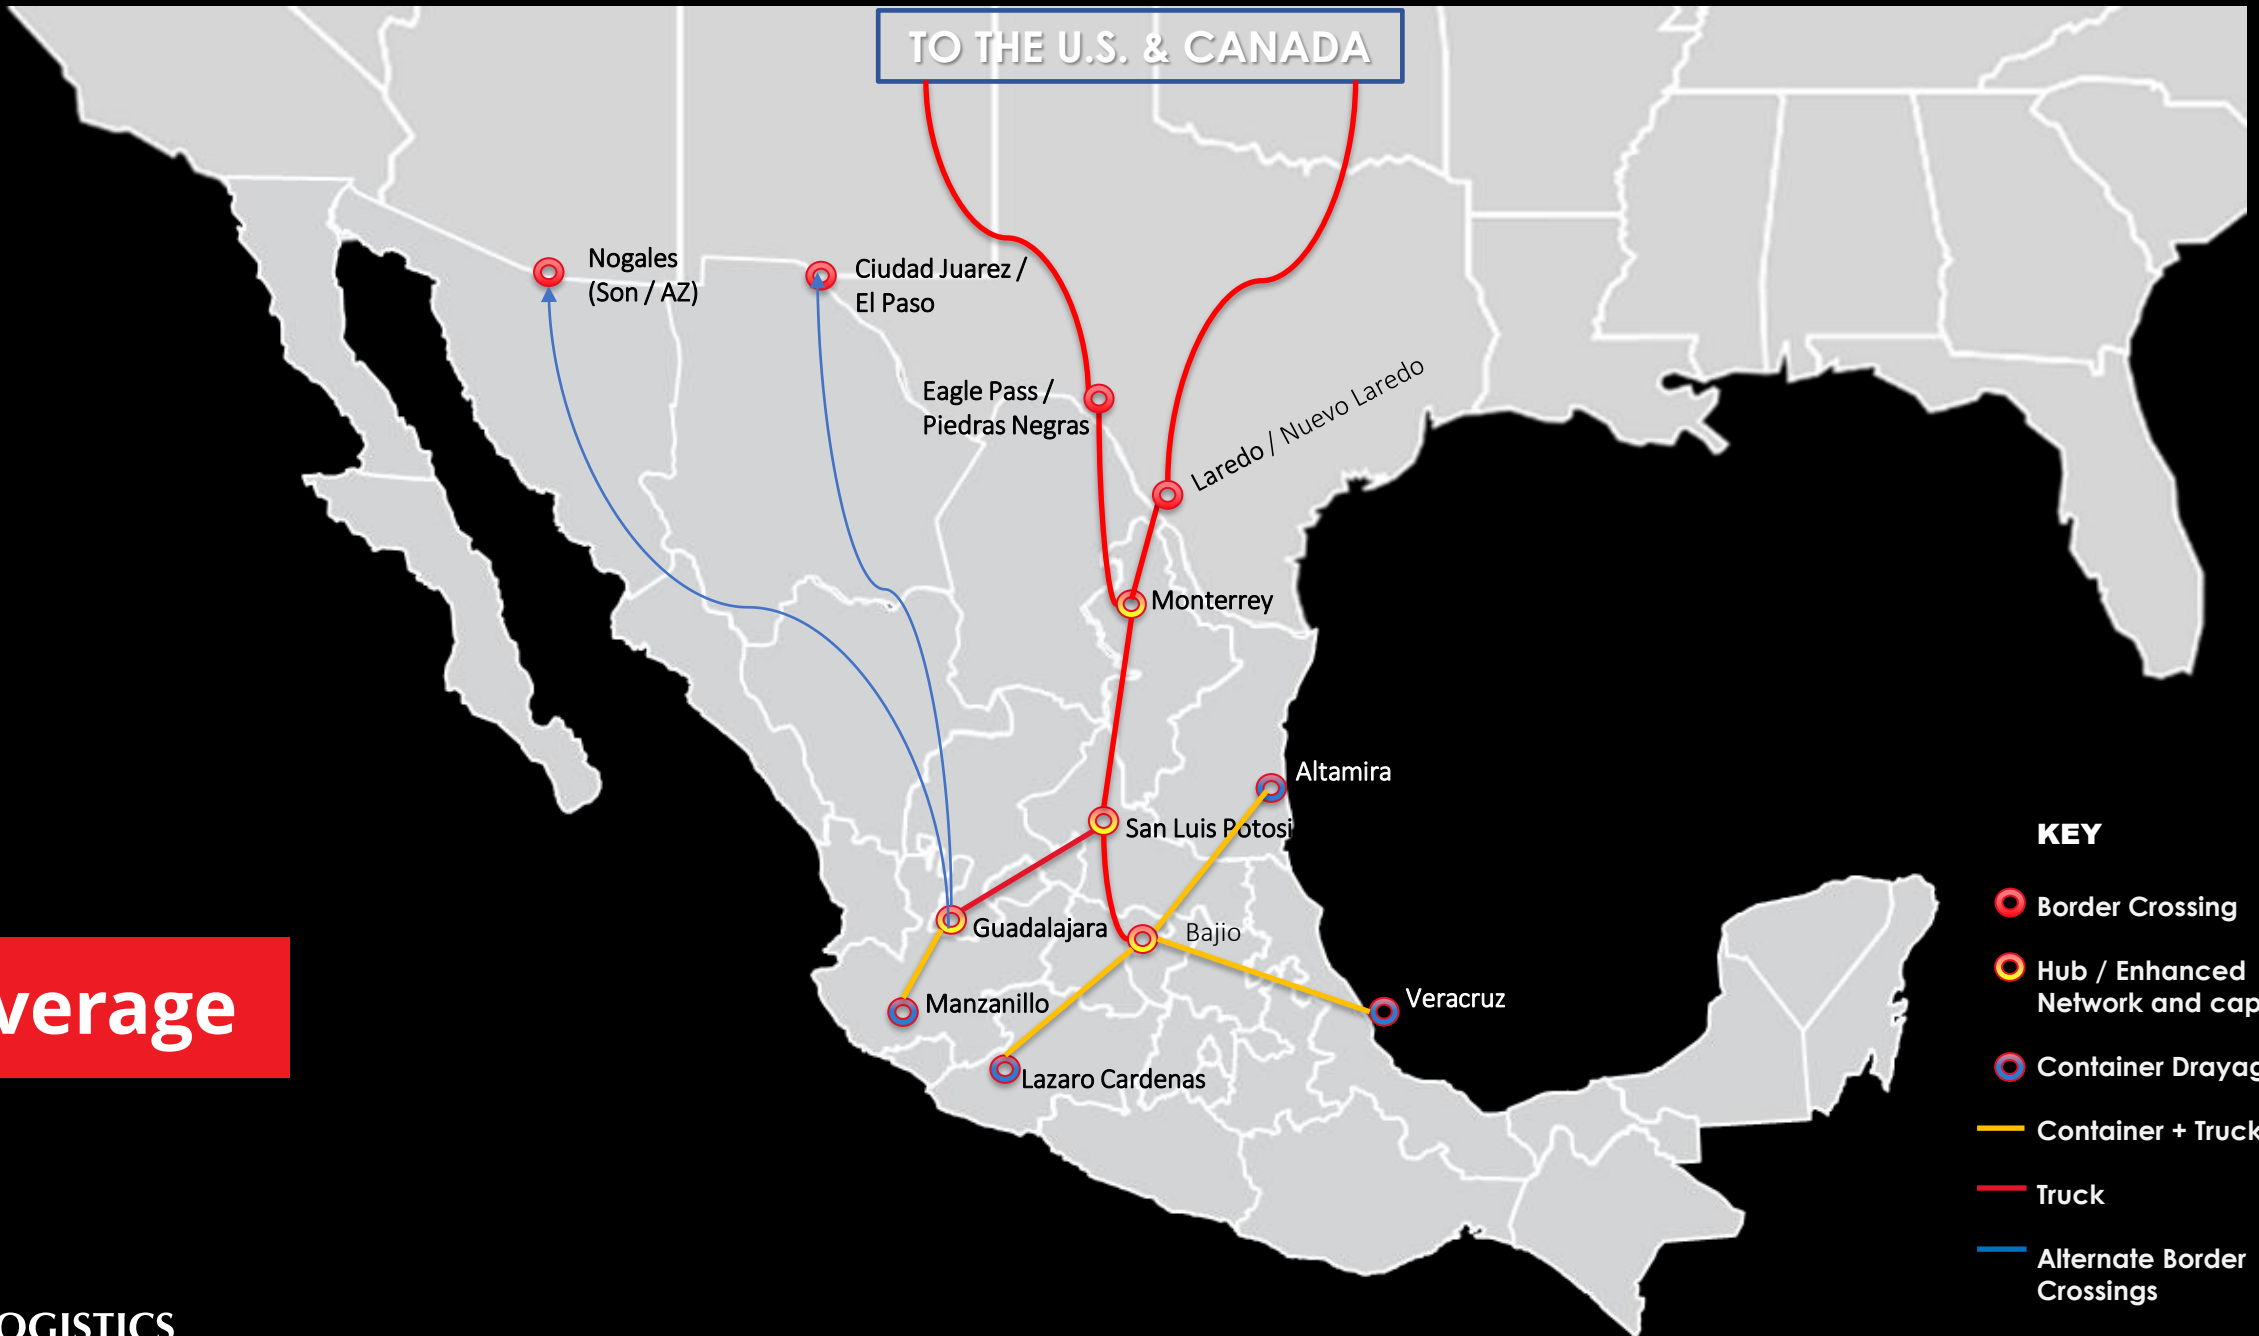 TO THE U.S. & CANADA
Nogales
(Son / AZ)
Ciudad Juarez /
El Paso
Eagle Pass /
Piedras Negras
Laredo / Nuevo Laredo
Monterrey
Altamira
San Luis Potosi
Guadalajara
Bajio
Manzanillo
Veracruz
Lazaro Cardenas
verage
OGISTICS
KEY
Border Crossing
Hub / Enhanced
Network and cap
Container Drayag
Container + Truck
Truck
Alternate Border
Crossings